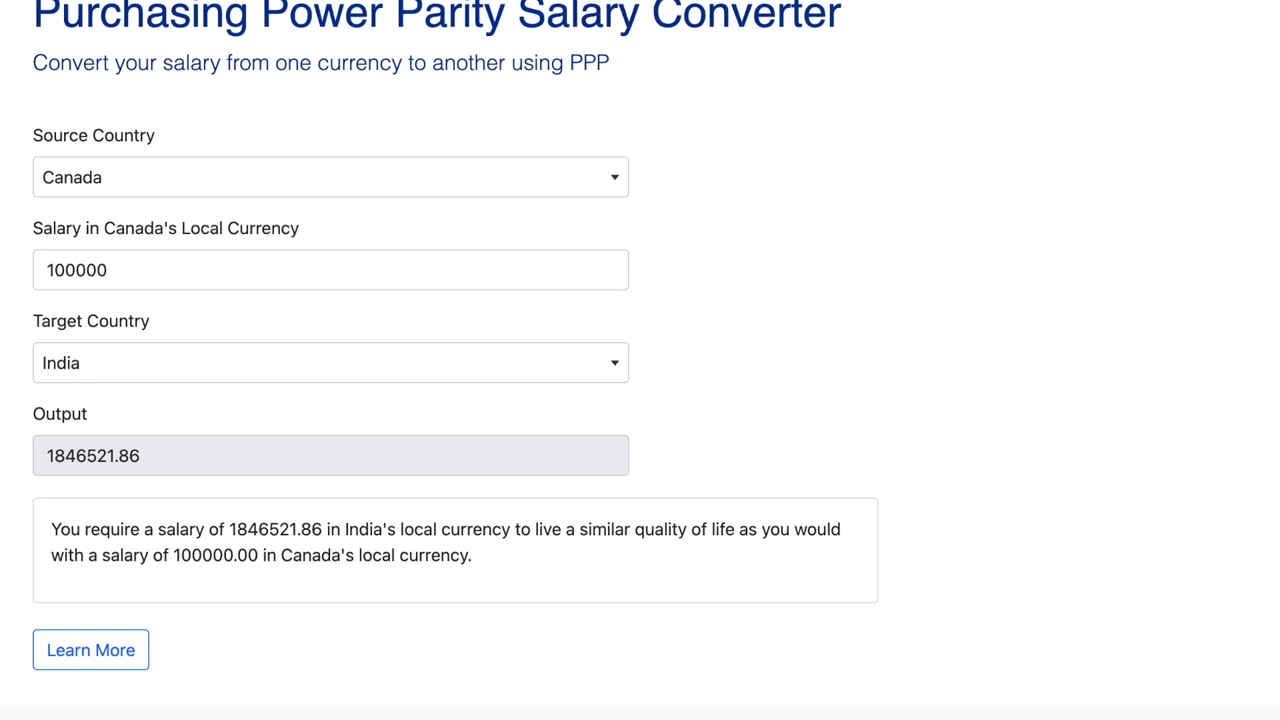 Purchasing Power Parity Salary Converter
Convert your salary from one currency to another using PPP
Source Country
Canada
Salary in Canada's Local Currency
100000
Target Country
India
Output
1846521.86
You require a salary of 1846521.86 in India's local currency to live a similar quality of life as you would
with a salary of 100000.00 in Canada's local currency.
Learn More